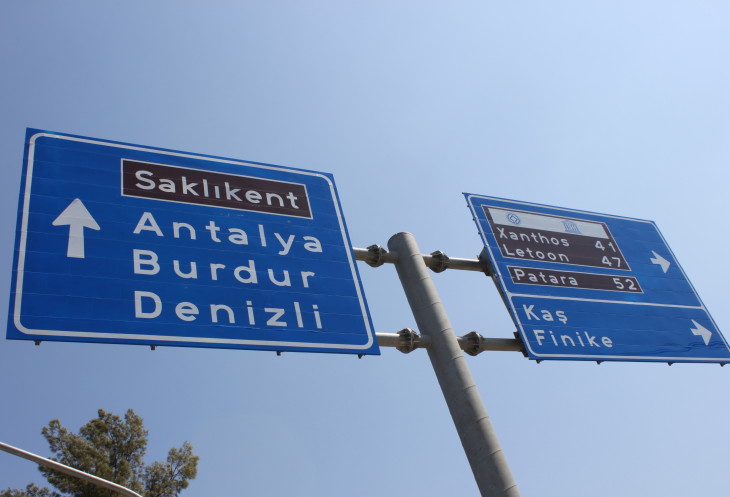 Saklıkent
Antalya
Burdur
Denizli
Xanthos 41
Letoon 47
Patara 52
Kaş
Finike